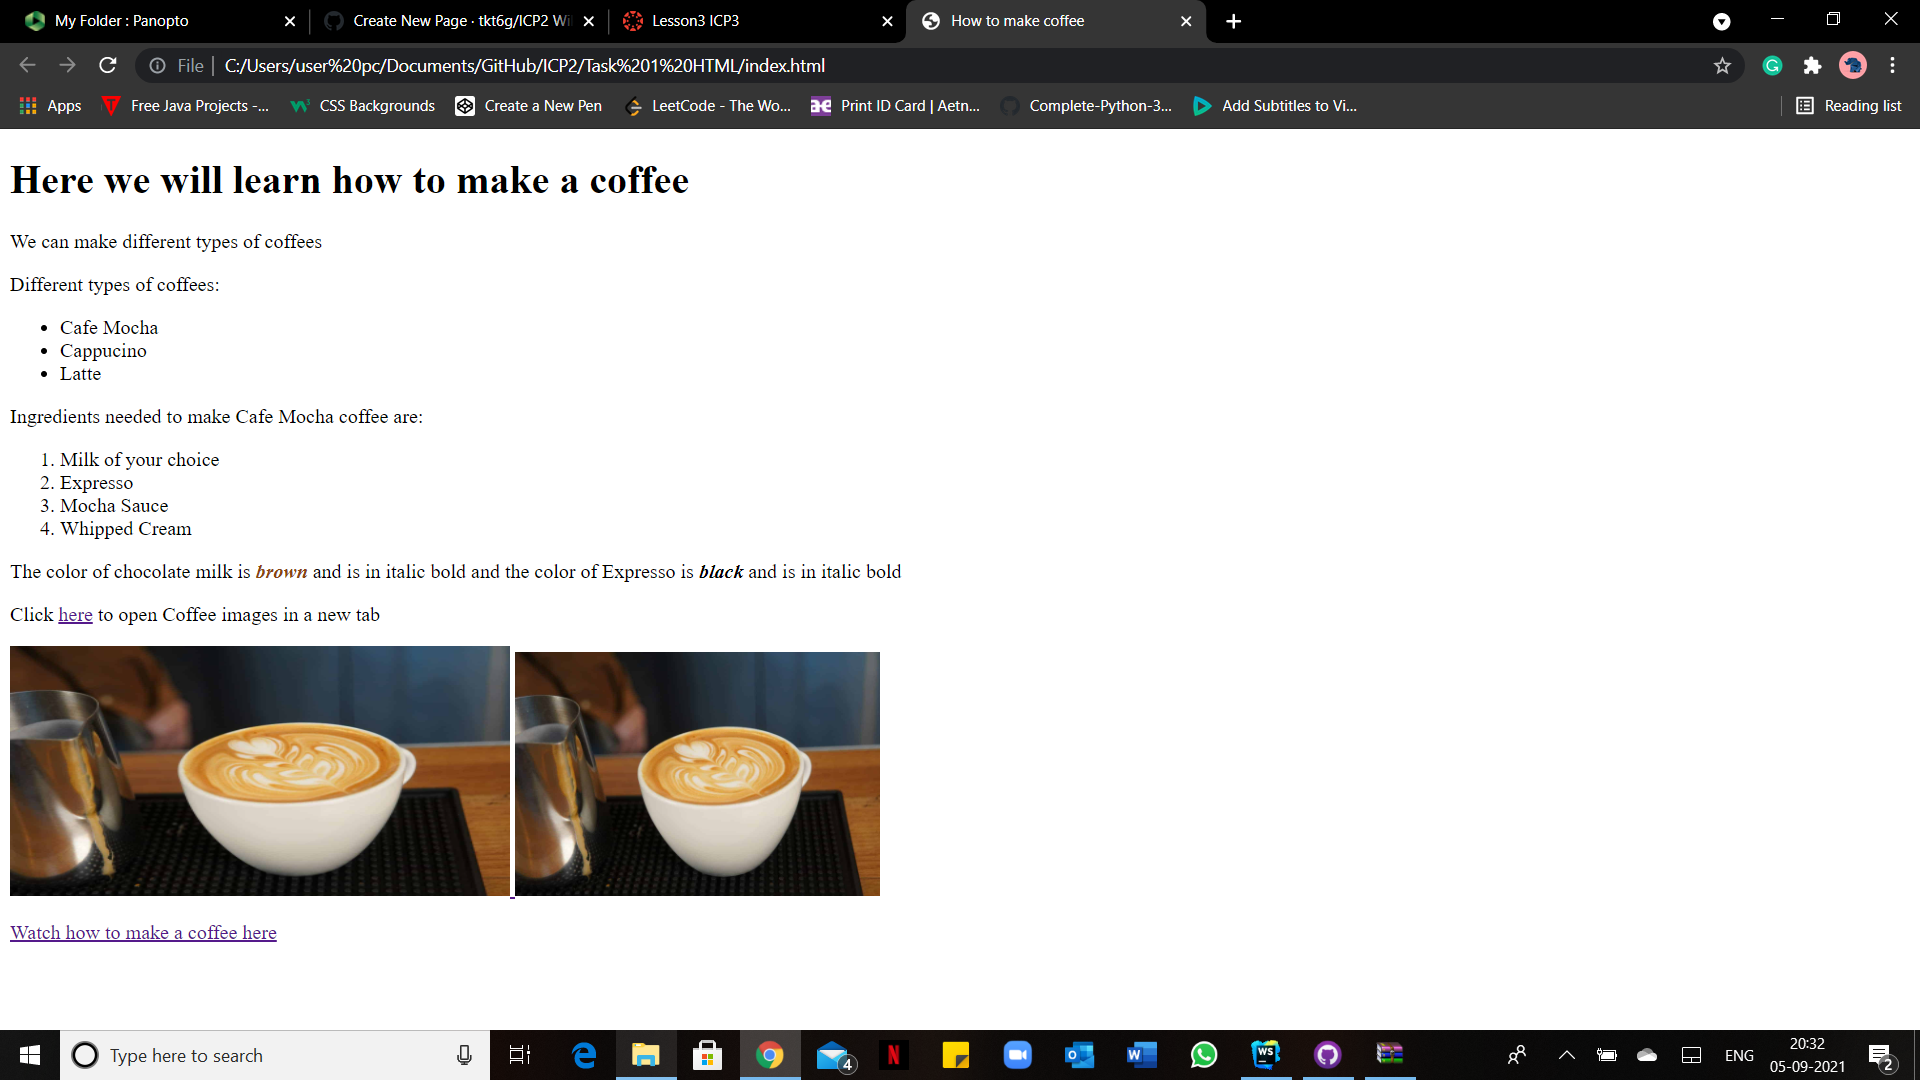 My Folder : Panopto
Create New Page · tkt6g/ICP2 Wi
Lesson3 ICP3
How to make coffee
File
C:/Users/user%20pc/Documents/GitHub/ICP2/Task%201%20HTML/index.html
Apps
Free Java Projects -...
CSS Backgrounds
Create a New Pen
LeetCode - The Wo...
Print ID Card | Aetn...
Complete-Python-3...
Add Subtitles to Vi...
Reading list
Here we will learn how to make a coffee
We can make different types of coffees
Different types of coffees:
• Cafe Mocha
• Cappucino
• Latte
Ingredients needed to make Cafe Mocha coffee are:
1. Milk of your choice
2. Expresso
3. Mocha Sauce
4. Whipped Cream
The color of chocolate milk is brown and is in italic bold and the color of Expresso is black and is in italic bold
Click here to open Coffee images in a new tab
Watch how to make a coffee here
Type here to search
4
ENG
20:32
05-09-2021
2